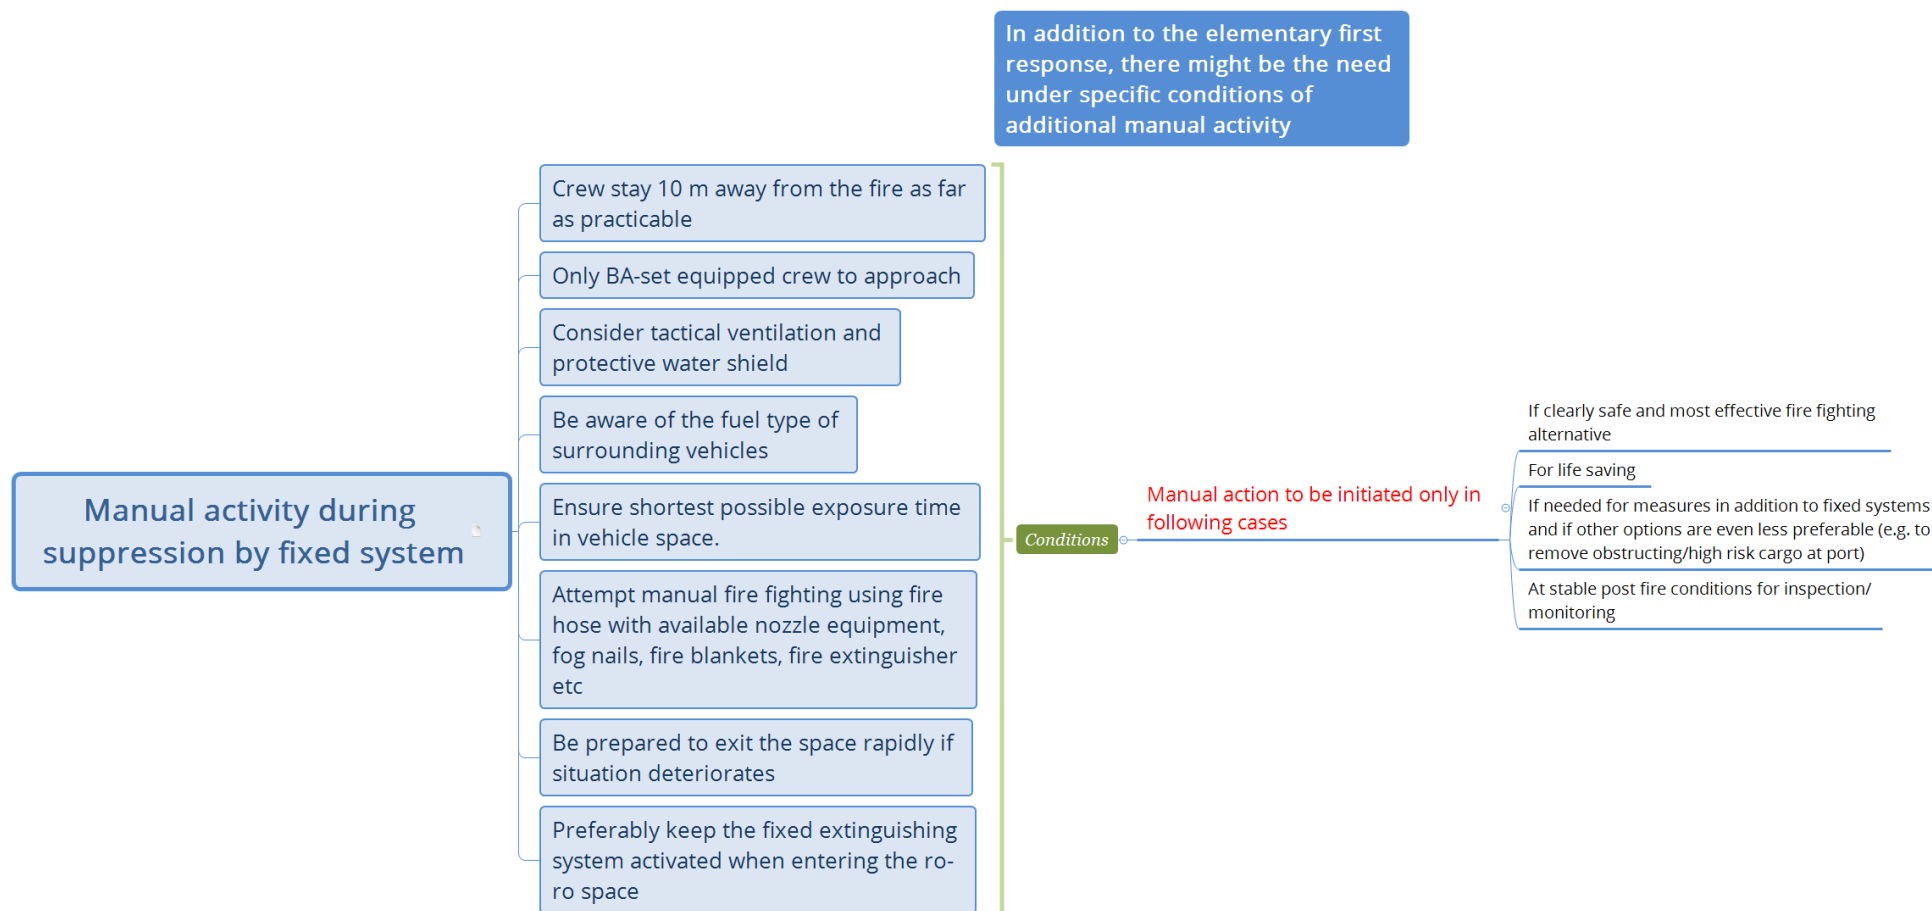 In addition to the elementary first
response, there might be the need
under specific conditions of
additional manual activity
Manual activity during
suppression by fixed system
Crew stay 10 m away from the fire as far
as practicable
Only BA-set equipped crew to approach
Consider tactical ventilation and
protective water shield
Be aware of the fuel type of
surrounding vehicles
Ensure shortest possible exposure time
in vehicle space.
Attempt manual fire fighting using fire
hose with available nozzle equipment,
fog nails, fire blankets, fire extinguisher
etc
Be prepared to exit the space rapidly if
situation deteriorates
Preferably keep the fixed extinguishing
system activated when entering the ro-
ro space
Conditions
Manual action to be initiated only in
following cases
If clearly safe and most effective fire fighting
alternative
For life saving
If needed for measures in addition to fixed systems
and if other options are even less preferable (e.g. to
remove obstructing/high risk cargo at port)
At stable post fire conditions for inspection/
monitoring